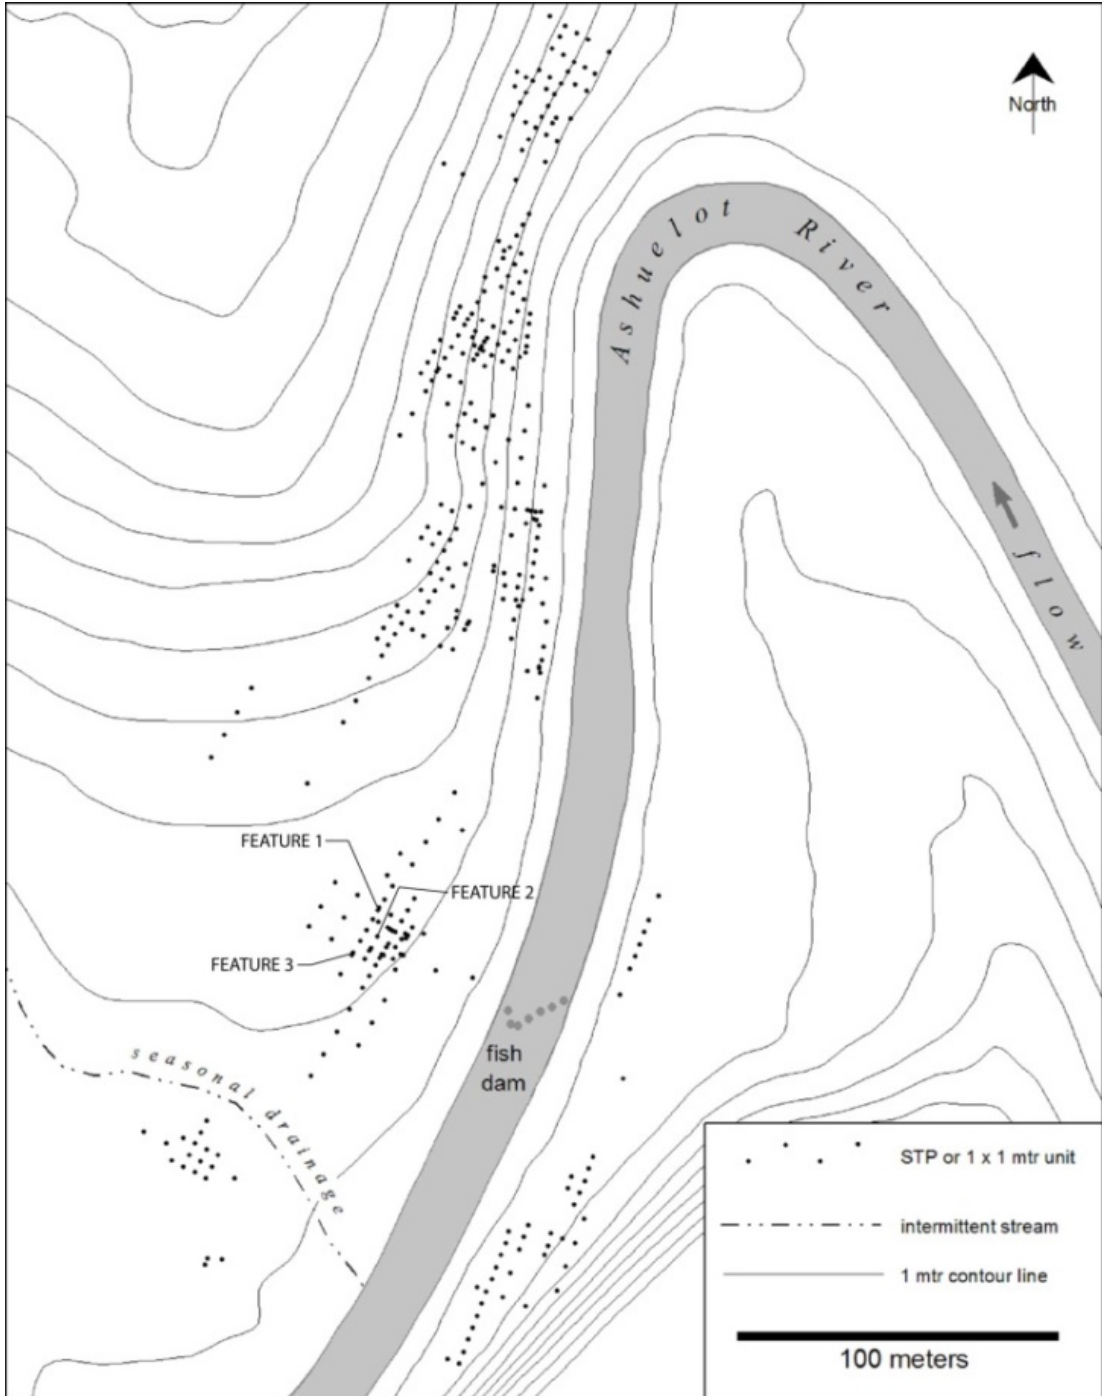 North
Ashuelot River
flow
FEATURE 1
FEATURE 2
FEATURE 3
fish
dam
seasonal drainage
STP or 1 x 1 mtr unit
intermittent stream
1 mtr contour line
100 meters